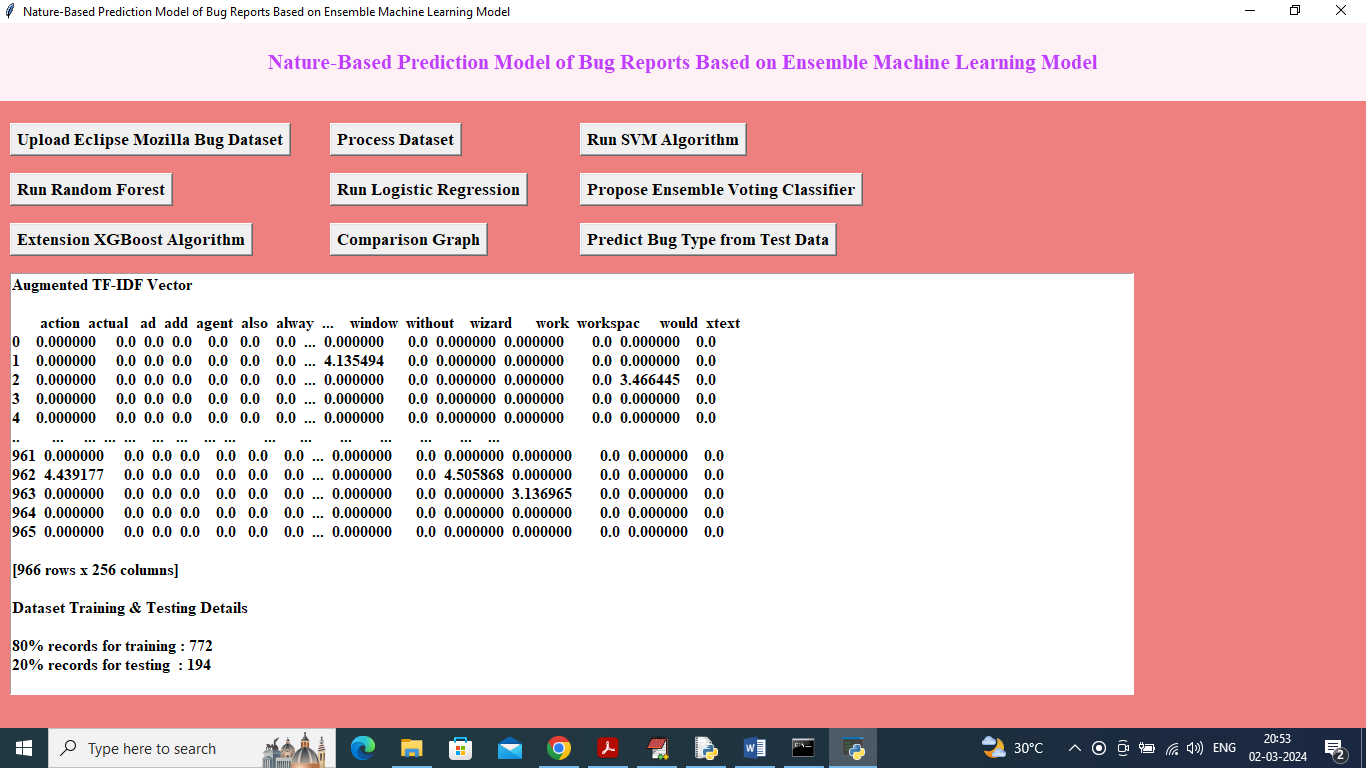 Nature-Based Prediction Model of Bug Reports Based on Ensemble Machine Learning Model
Nature-Based Prediction Model of Bug Reports Based on Ensemble Machine Learning Model
Upload Eclipse Mozilla Bug Dataset Process Dataset Run SVM Algorithm
Run Random Forest Run Logistic Regression Propose Ensemble Voting Classifier
Extension XGBoost Algorithm Comparison Graph Predict Bug Type from Test Data
Augmented TF-IDF Vector
action actual ad add agent also alway ... window without wizard work workspac would xtext
0 0.000000 0.0 0.0 0.0 0.0 0.0 0.0 ... 0.000000 0.0 0.000000 0.000000 0.0 0.000000 0.0
1 0.000000 0.0 0.0 0.0 0.0 0.0 0.0 ... 4.135494 0.0 0.000000 0.000000 0.0 0.000000 0.0
2 0.000000 0.0 0.0 0.0 0.0 0.0 0.0 ... 0.000000 0.0 0.000000 0.000000 0.0 3.466445 0.0
3 0.000000 0.0 0.0 0.0 0.0 0.0 0.0 ... 0.000000 0.0 0.000000 0.000000 0.0 0.000000 0.0
4 0.000000 0.0 0.0 0.0 0.0 0.0 0.0 ... 0.000000 0.0 0.000000 0.000000 0.0 0.000000 0.0
.. ... ... ... ... ... ... ... ... ... ... ... ... ... ... ...
961 0.000000 0.0 0.0 0.0 0.0 0.0 0.0 ... 0.000000 0.0 0.000000 0.000000 0.0 0.000000 0.0
962 4.439177 0.0 0.0 0.0 0.0 0.0 0.0 ... 0.000000 0.0 4.505868 0.000000 0.0 0.000000 0.0
963 0.000000 0.0 0.0 0.0 0.0 0.0 0.0 ... 0.000000 0.0 0.000000 3.136965 0.0 0.000000 0.0
964 0.000000 0.0 0.0 0.0 0.0 0.0 0.0 ... 0.000000 0.0 0.000000 0.000000 0.0 0.000000 0.0
965 0.000000 0.0 0.0 0.0 0.0 0.0 0.0 ... 0.000000 0.0 0.000000 0.000000 0.0 0.000000 0.0
[966 rows x 256 columns]
Dataset Training & Testing Details
80% records for training : 772
20% records for testing : 194
Type here to search 30°C ENG 20:53
02-03-2024 2